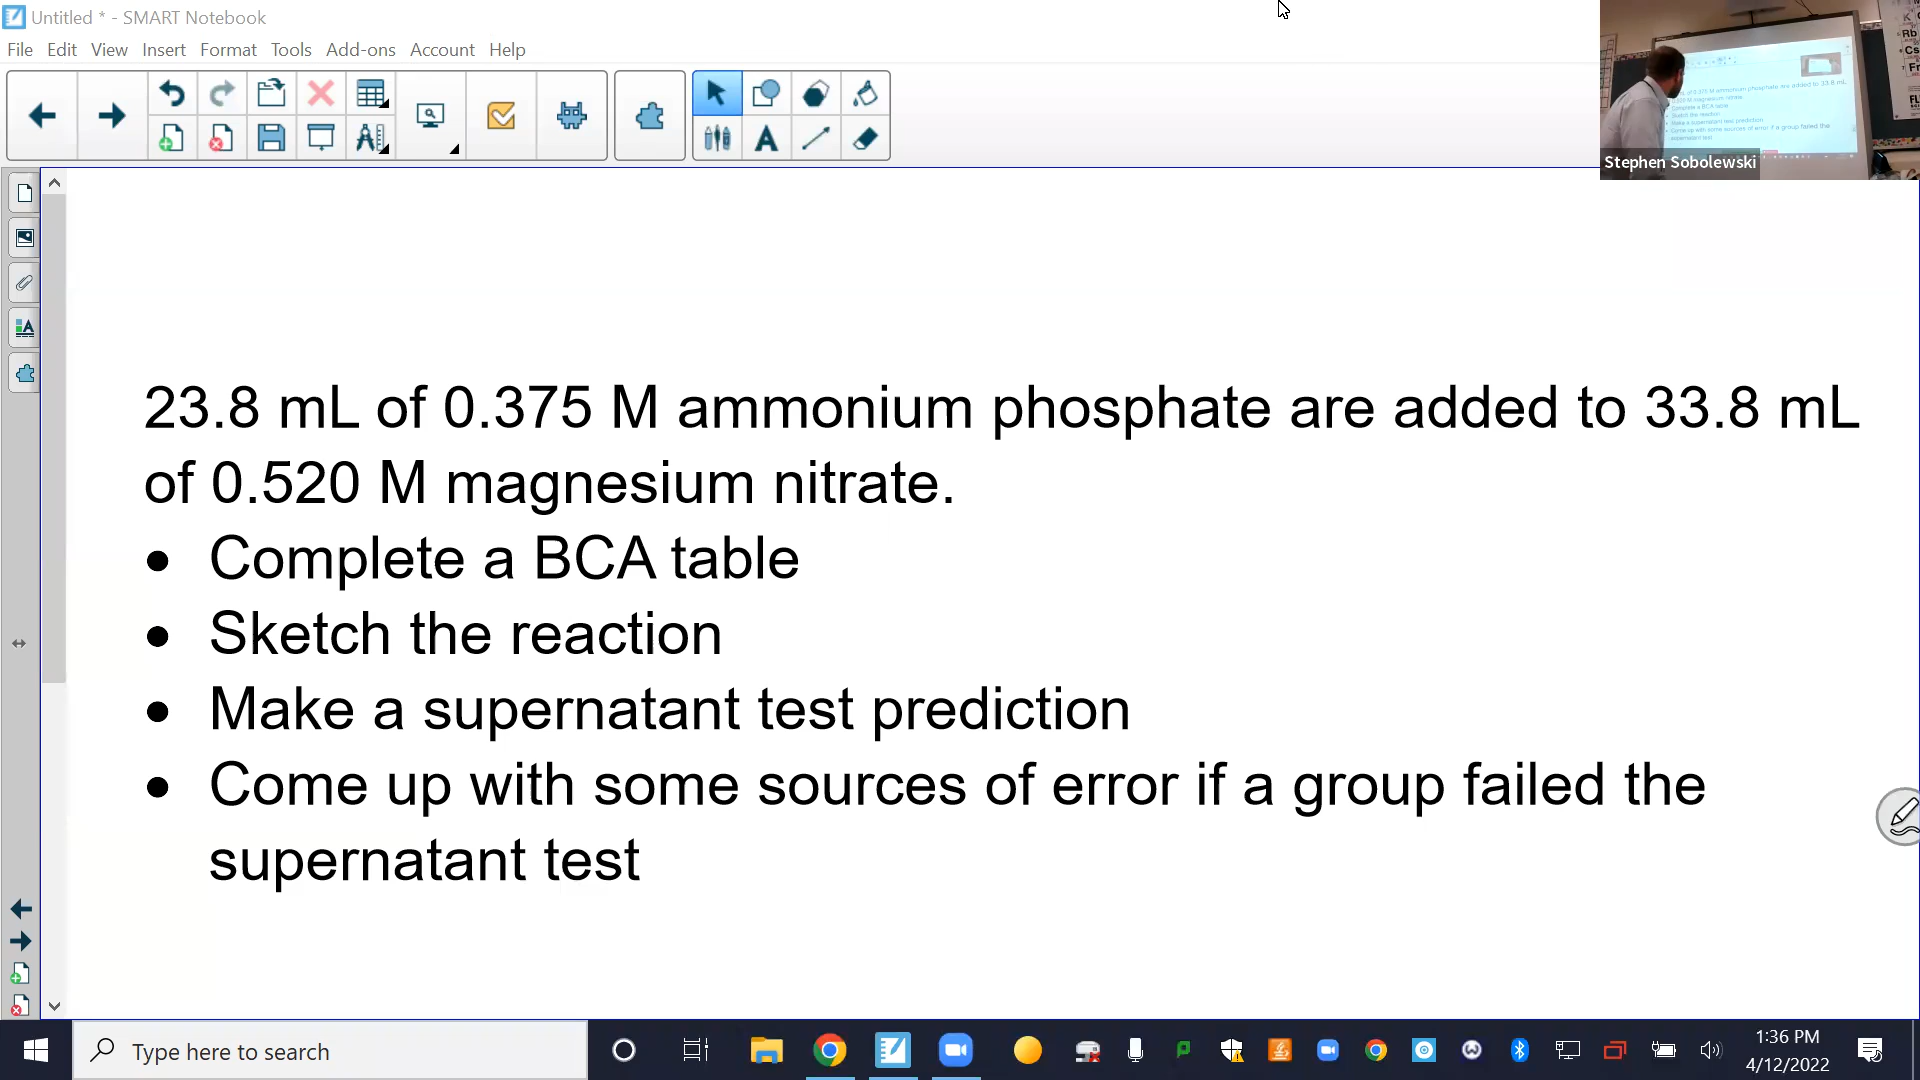 Untitled * - SMART Notebook
File Edit View Insert Format Tools Add-ons Account Help
Stephen Sobolewski
23.8 mL of 0.375 M ammonium phosphate are added to 33.8 mL
of 0.520 M magnesium nitrate.
• Complete a BCA table
• Sketch the reaction
• Make a supernatant test prediction
• Come up with some sources of error if a group failed the
supernatant test
Type here to search
1:36 PM
4/12/2022